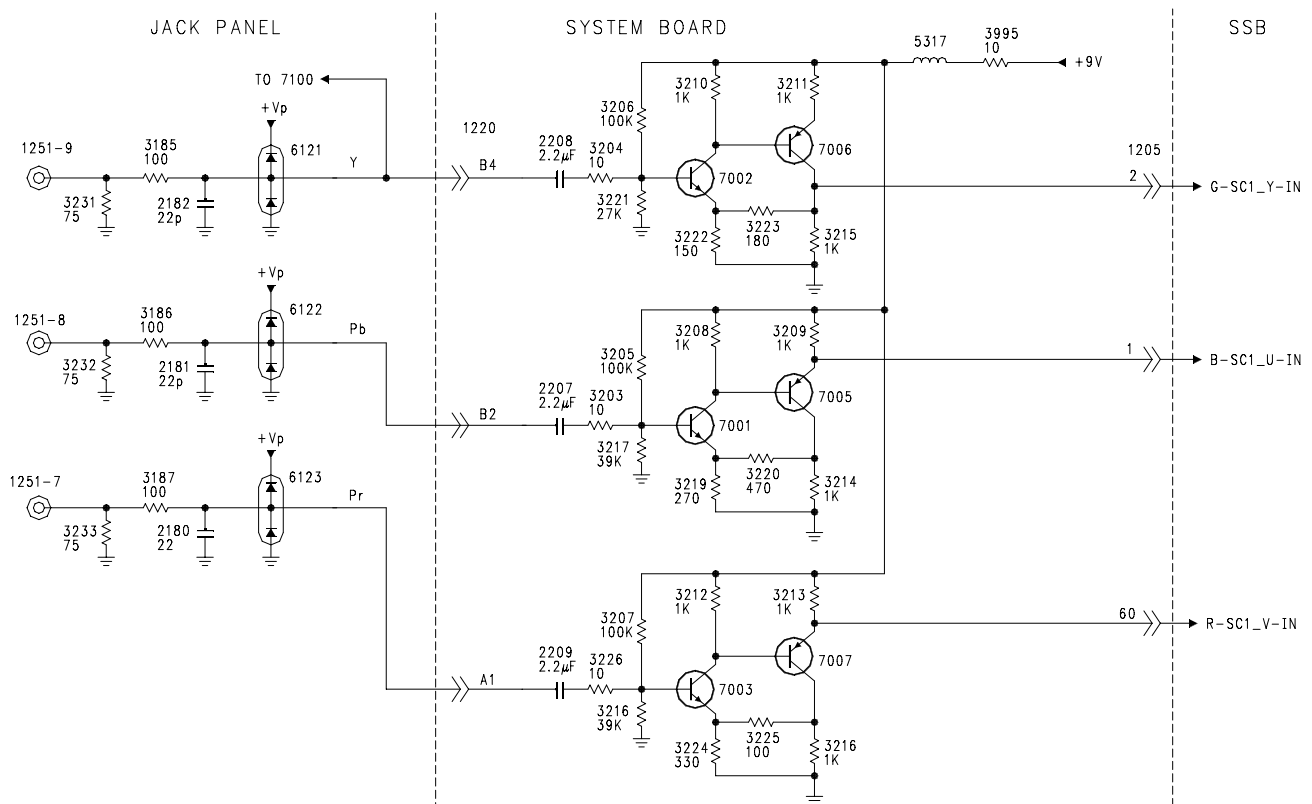 JACK PANEL
SYSTEM BOARD
SSB
TO 7100
+Vp
1251-9
3185
100
6121
Y
3231
75
2182
22p
1220
B4
2208
2.2µF
3204
10
3206
100K
3210
1K
3211
1K
5317
3995
10
+9V
7002
7006
3221
27K
3222
150
3223
180
3215
1K
1205
2
G-SC1_Y-IN
+Vp
1251-8
3186
100
6122
Pb
3232
75
2181
22p
B2
2207
2.2µF
3203
10
3205
100K
3208
1K
3209
1K
7001
7005
3217
39K
3219
270
3220
470
3214
1K
1
B-SC1_U-IN
+Vp
1251-7
3187
100
6123
Pr
3233
75
2180
22
A1
2209
2.2µF
3226
10
3207
100K
3212
1K
3213
1K
7003
7007
3216
39K
3224
330
3225
100
3216
1K
60
R-SC1_V-IN